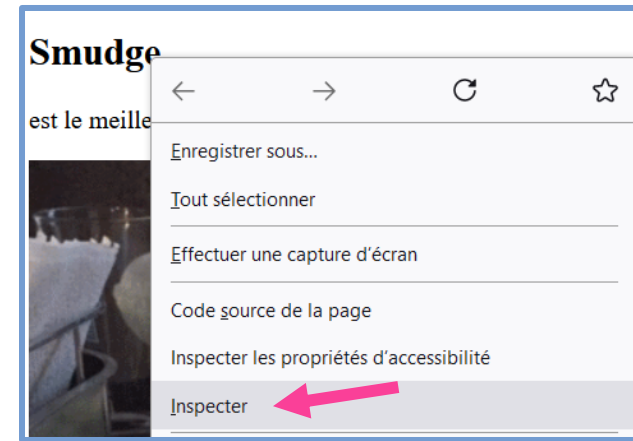 Smudge
est le meille
Enregistrer sous...
Tout sélectionner
Effectuer une capture d'écran
Code source de la page
Inspecter les propriétés d'accessibilité
Inspecter